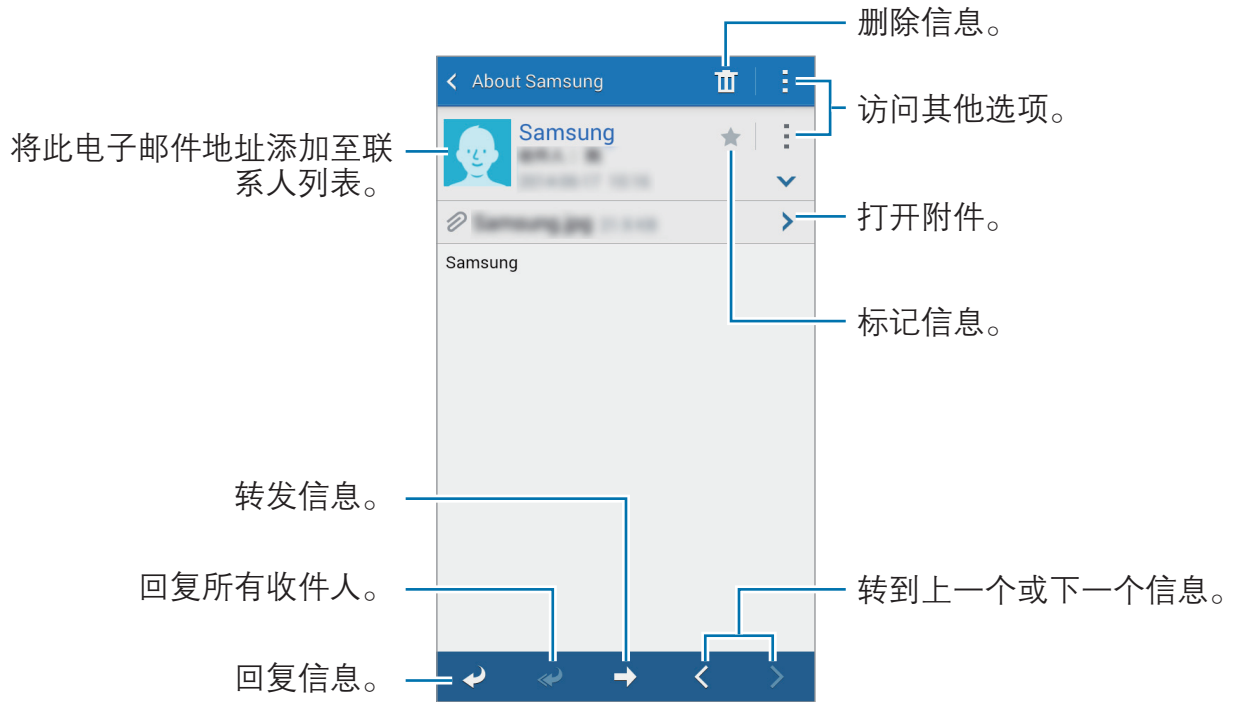 删除信息。
About Samsung
访问其他选项。
将此电子邮件地址添加至联
系人列表。
Samsung
打开附件。
Samsung
标记信息。
转发信息。
回复所有收件人。
转到上一个或下一个信息。
回复信息。